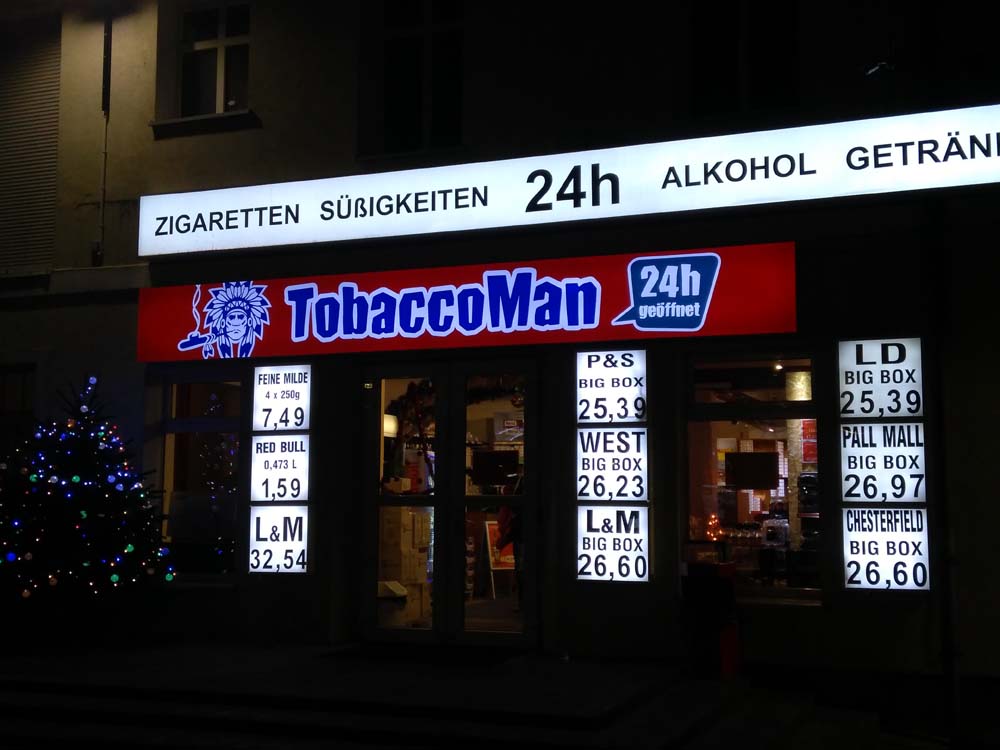 ZIGARETTEN SÜßIGKEITEN 24h ALKOHOL GETRÄN
TobaccoMan 24h
geöffnet
FEINE MILDE
4 x 250g
7,49
RED BULL
0,473 L
1,59
L&M
32,54
P&S
BIG BOX
25,39
WEST
BIG BOX
26,23
L&M
BIG BOX
26,60
LD
BIG BOX
25,39
PALL MALL
BIG BOX
26,97
CHESTERFIELD
BIG BOX
26,60